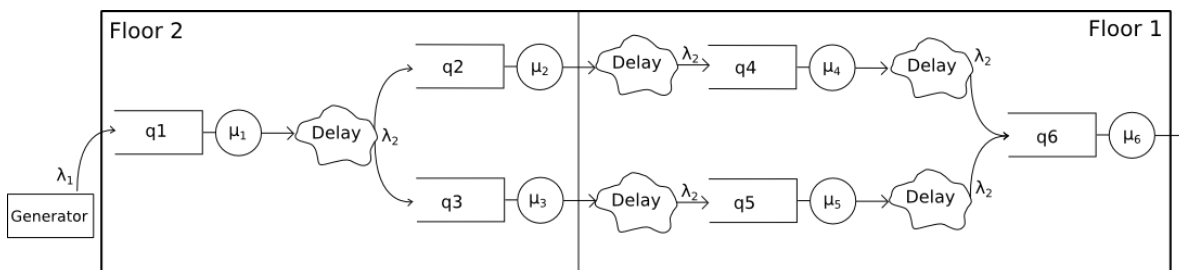 Floor 2
Floor 1
q2
μ₂
Delay
λ₂
q4
μ₄
Delay
λ₂
q1
μ₁
Delay
λ₂
q6
μ₆
λ₁
Generator
q3
μ₃
Delay
λ₂
q5
μ₅
Delay
λ₂